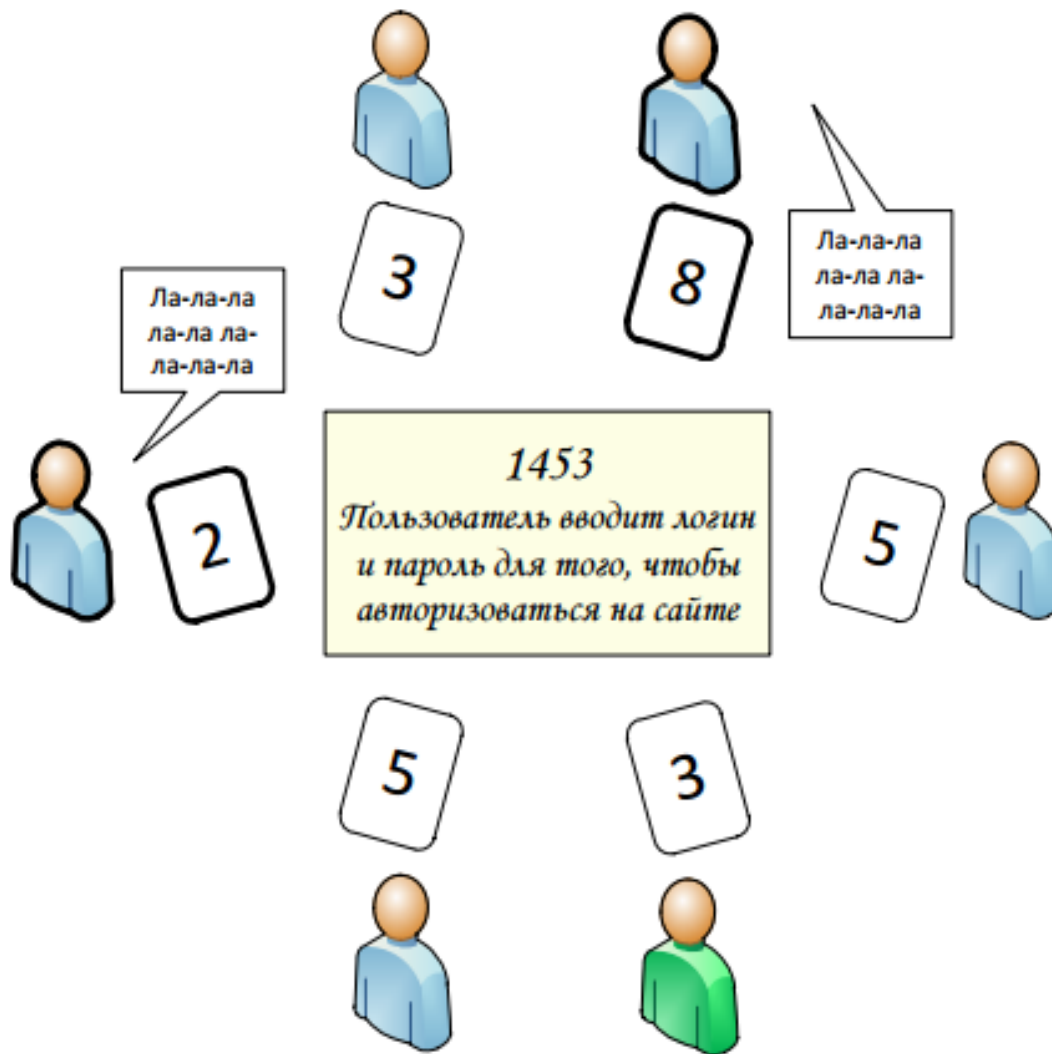 3
8
Ла-ла-ла
ла-ла ла-
ла-ла-ла
Ла-ла-ла
ла-ла ла-
ла-ла-ла
2
1453
Пользователь вводит логин
и пароль для того, чтобы
авторизоваться на сайте
5
5
3